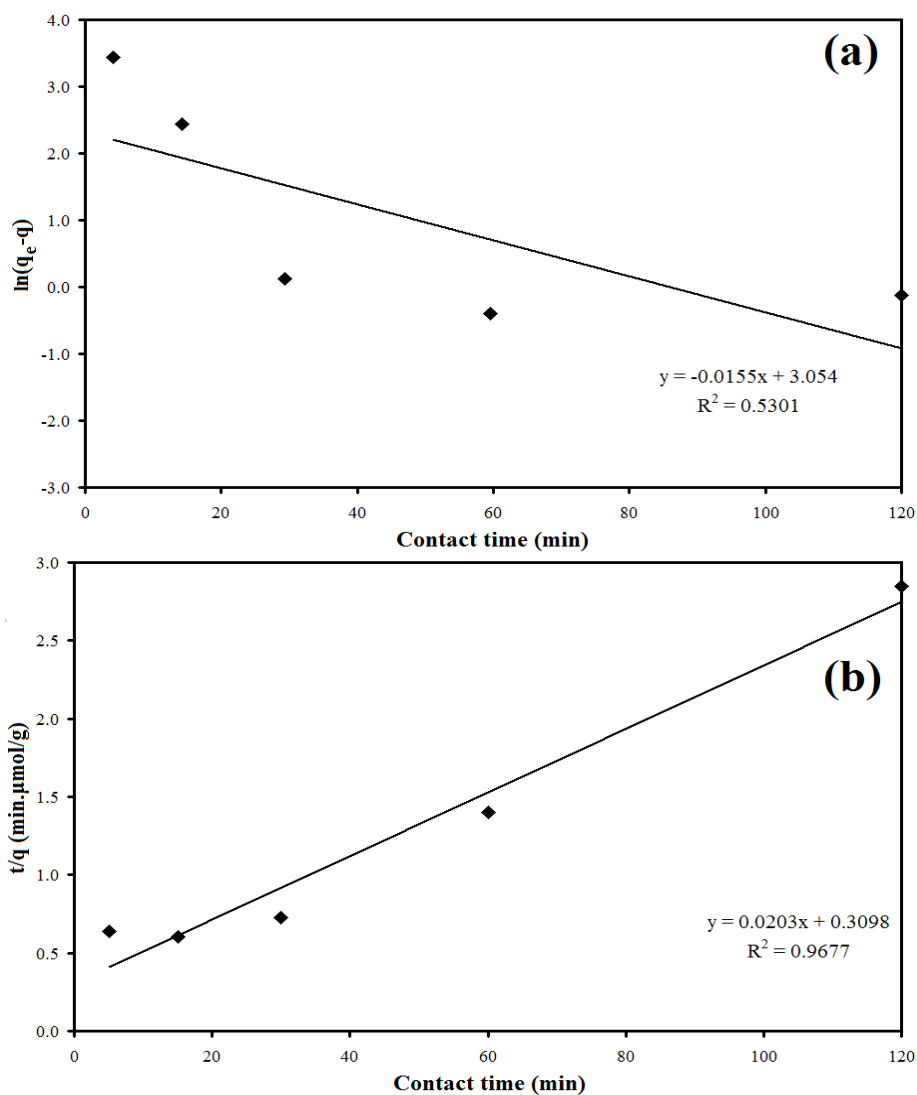 (a)
4.0
3.0
2.0
1.0
0.0
-1.0
-2.0
-3.0
ln(qe-q)
y = -0.0155x + 3.054
R2 = 0.5301
0 20 40 60 80 100 120
Contact time (min)
(b)
3.0
2.5
2.0
1.5
1.0
0.5
0.0
t/q (min.μmol/g)
y = 0.0203x + 0.3098
R2 = 0.9677
0 20 40 60 80 100 120
Contact time (min)